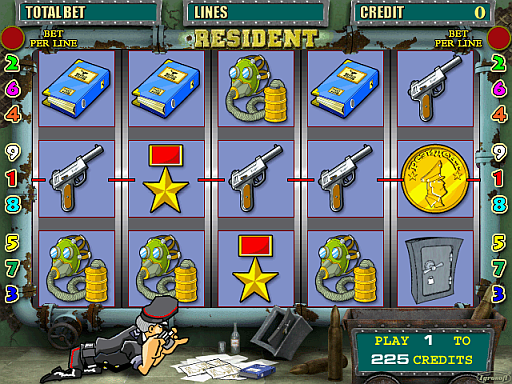 TOTAL BET
LINES
CREDIT 0
BET
PER LINE
RESIDENT
BET
PER LINE
2 2
6 6
4 4
9 9
1 1
8 8
5 5
7 7
3 3
PLAY 1 TO
225 CREDITS
Igrosoft